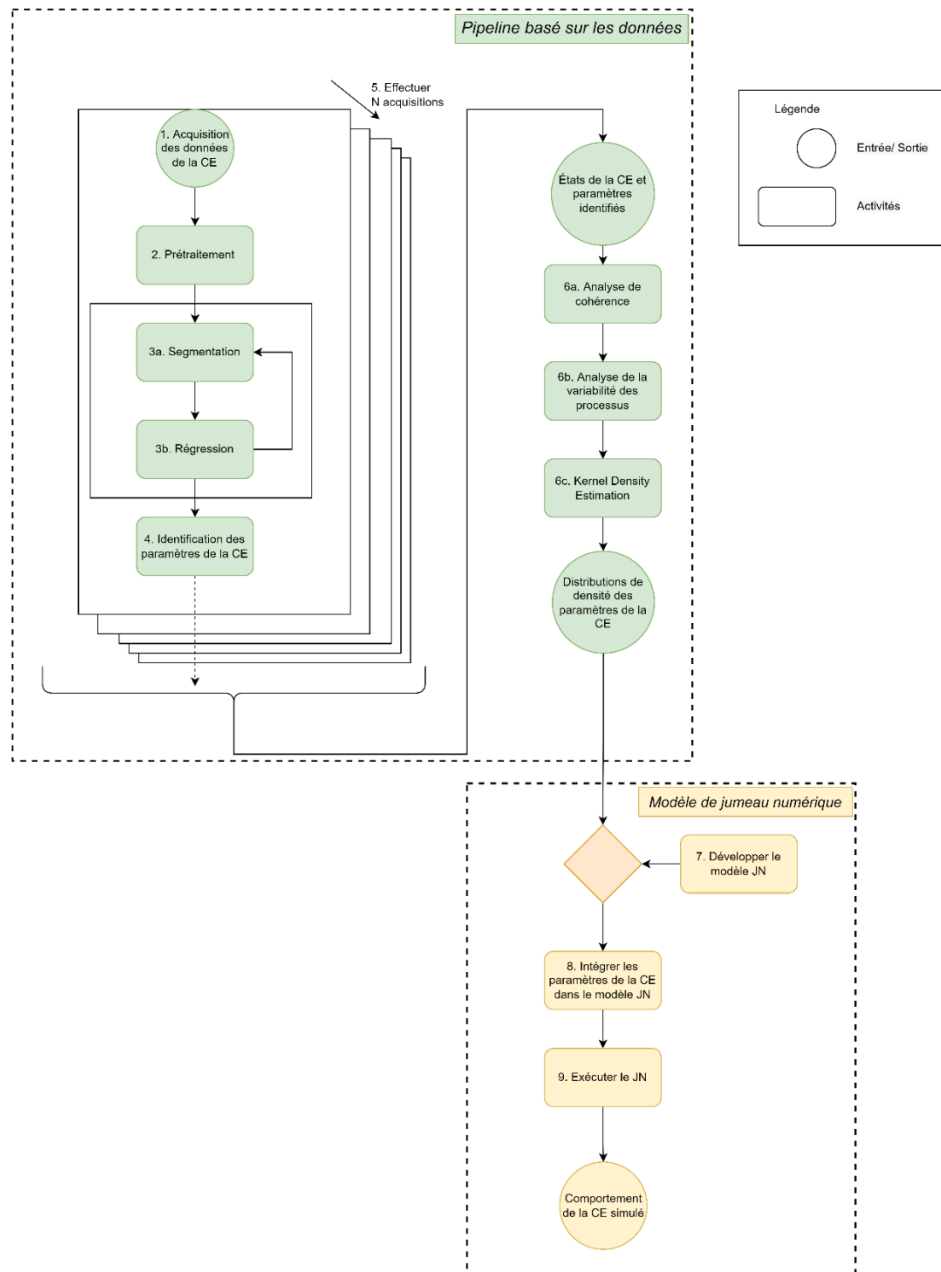 Pipeline basé sur les données
5. Effectuer
N acquisitions
1. Acquisition
des données
de la CE
2. Prétraitement
3a. Segmentation
3b. Régression
4. Identification des
paramètres de la CE
États de la CE et
paramètres
identifiés
6a. Analyse de
cohérence
6b. Analyse de la
variabilité des
processus
6c. Kernel Density
Estimation
Distributions de
densité des
paramètres de la
CE
Légende
Entrée/ Sortie
Activités
Modèle de jumeau numérique
7. Développer le
modèle JN
8. Intégrer les
paramètres de la CE
dans le modèle JN
9. Exécuter le JN
Comportement
de la CE simulé